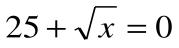 25 + √x = 0